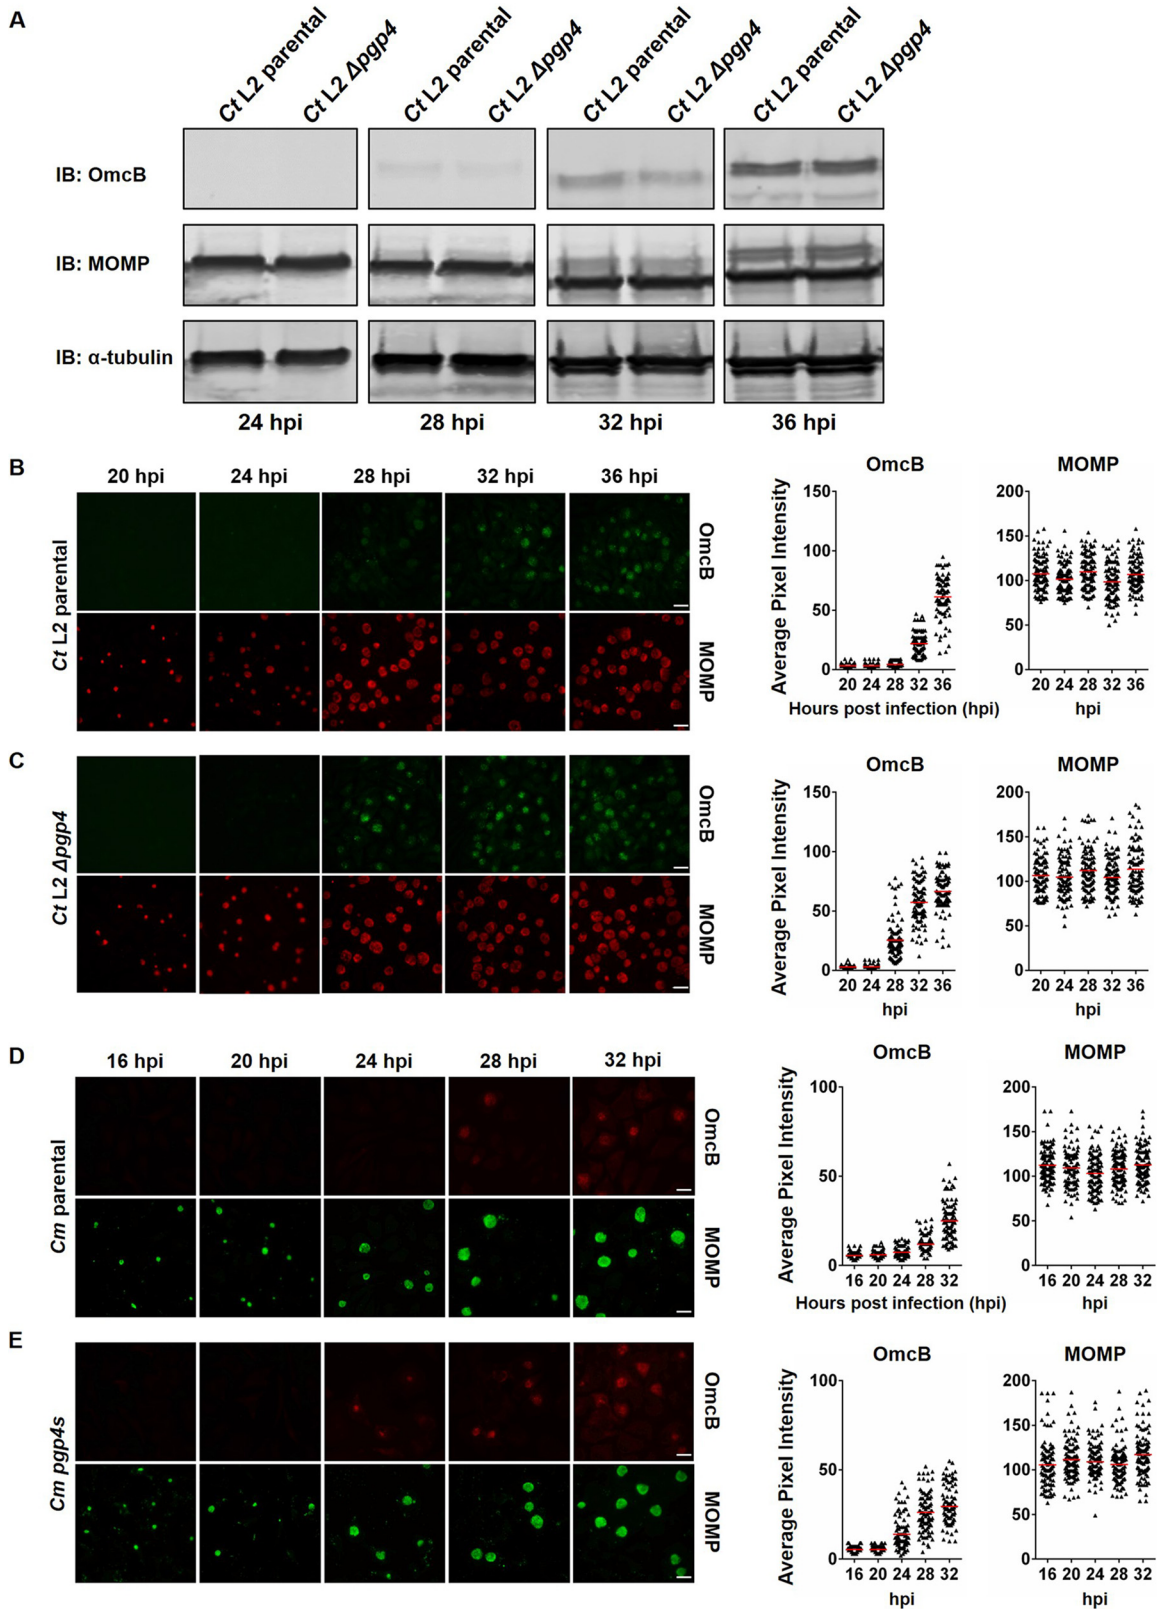 A
Ct L2 parental
Ct L2 Δpgp4
Ct L2 parental
Ct L2 Δpgp4
Ct L2 parental
Ct L2 Δpgp4
Ct L2 parental
Ct L2 Δpgp4
IB: OmcB
IB: MOMP
IB: α-tubulin
24 hpi 28 hpi 32 hpi 36 hpi
B
20 hpi 24 hpi 28 hpi 32 hpi 36 hpi
Ct L2 parental
OmcB
MOMP
OmcB
Average Pixel Intensity
150
100
50
0
20 24 28 32 36
Hours post infection (hpi)
MOMP
200
150
100
50
0
20 24 28 32 36
hpi
C
Ct L2 Δpgp4
OmcB
MOMP
OmcB
Average Pixel Intensity
150
100
50
0
20 24 28 32 36
hpi
MOMP
200
150
100
50
0
20 24 28 32 36
hpi
D
16 hpi 20 hpi 24 hpi 28 hpi 32 hpi
Cm parental
OmcB
MOMP
OmcB
Average Pixel Intensity
100
50
0
16 20 24 28 32
Hours post infection (hpi)
MOMP
200
150
100
50
0
16 20 24 28 32
hpi
E
Cm pgp4s
OmcB
MOMP
OmcB
Average Pixel Intensity
100
50
0
16 20 24 28 32
hpi
MOMP
200
150
100
50
0
16 20 24 28 32
hpi